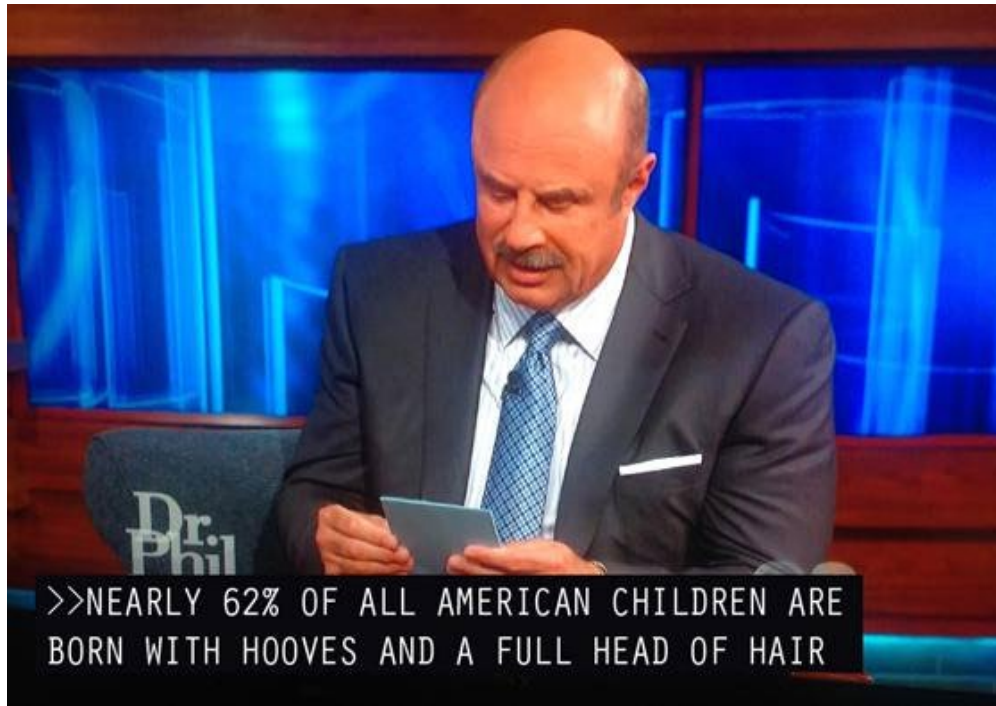 Dr.
Phil
>>NEARLY 62% OF ALL AMERICAN CHILDREN ARE
BORN WITH HOOVES AND A FULL HEAD OF HAIR